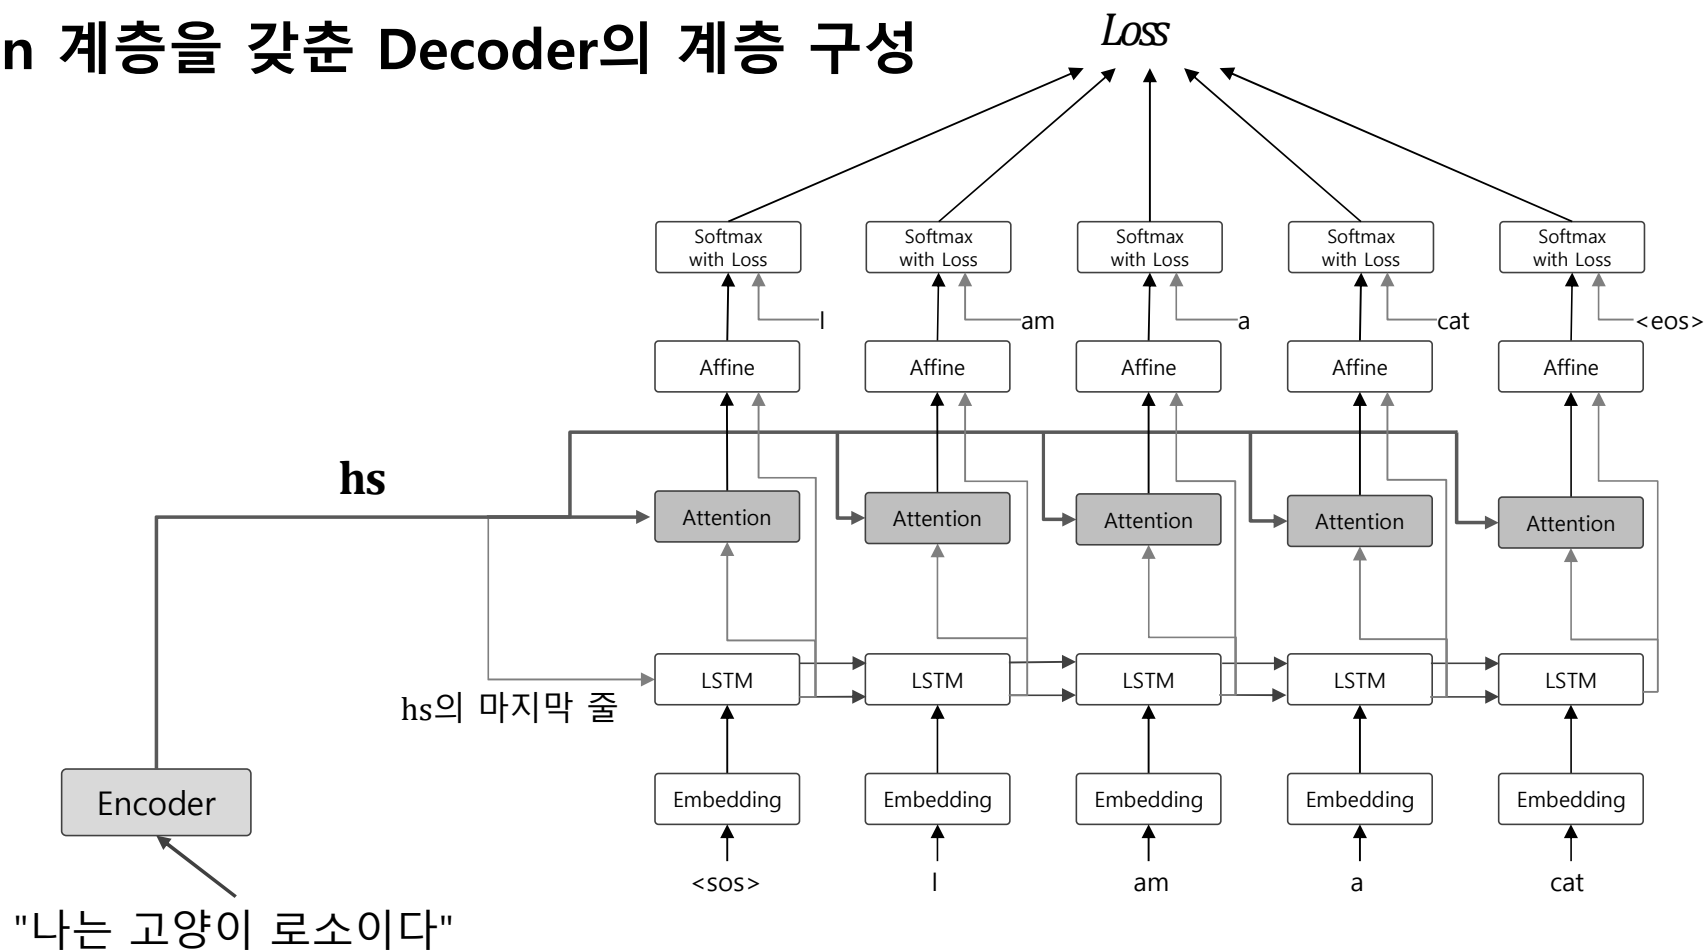 n 계층을 갖춘 Decoder의 계층 구성
Loss
Softmax with Loss
Softmax with Loss
Softmax with Loss
Softmax with Loss
Softmax with Loss
I
am
a
cat
<eos>
Affine
Affine
Affine
Affine
Affine
hs
Attention
Attention
Attention
Attention
Attention
LSTM
LSTM
LSTM
LSTM
LSTM
hs의 마지막 줄
Encoder
Embedding
Embedding
Embedding
Embedding
Embedding
<sos>
I
am
a
cat
"나는 고양이 로소이다"